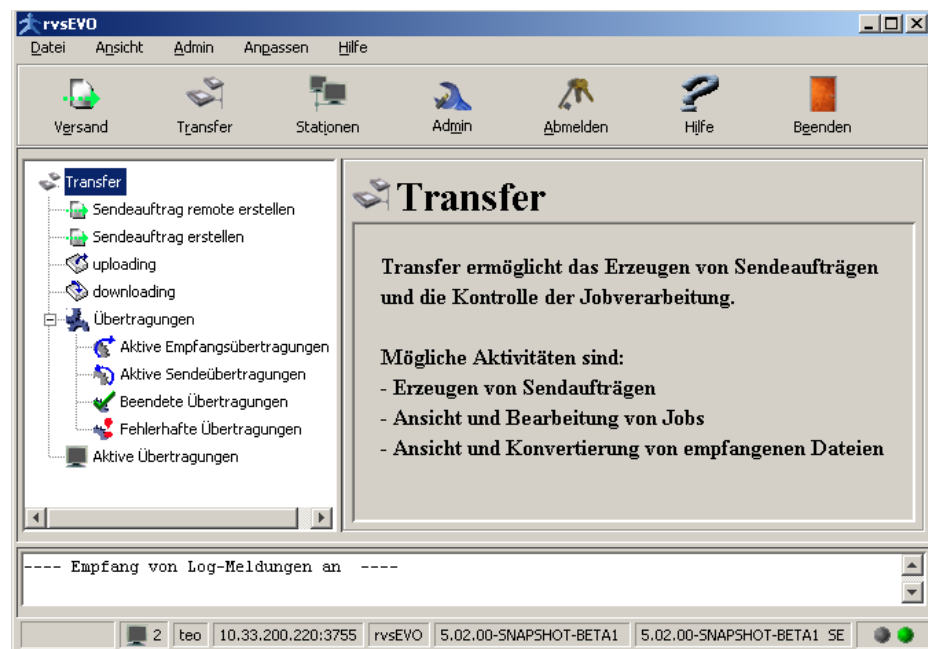 rvsEVO
Datei Ansicht Admin Anpassen Hilfe
Versand Transfer Stationen Admin Abmelden Hilfe Beenden
Transfer
Sendeauftrag remote erstellen
Sendeauftrag erstellen
uploading
downloading
Übertragungen
Aktive Empfangsübertragungen
Aktive Sendeübertragungen
Beendete Übertragungen
Fehlerhafte Übertragungen
Aktive Übertragungen
Transfer
Transfer ermöglicht das Erzeugen von Sendeaufträgen
und die Kontrolle der Jobverarbeitung.
Mögliche Aktivitäten sind:
- Erzeugen von Sendaufträgen
- Ansicht und Bearbeitung von Jobs
- Ansicht und Konvertierung von empfangenen Dateien
---- Empfang von Log-Meldungen an ----
2 teo 10.33.200.220:3755 rvsEVO 5.02.00-SNAPSHOT-BETA1 5.02.00-SNAPSHOT-BETA1 SE